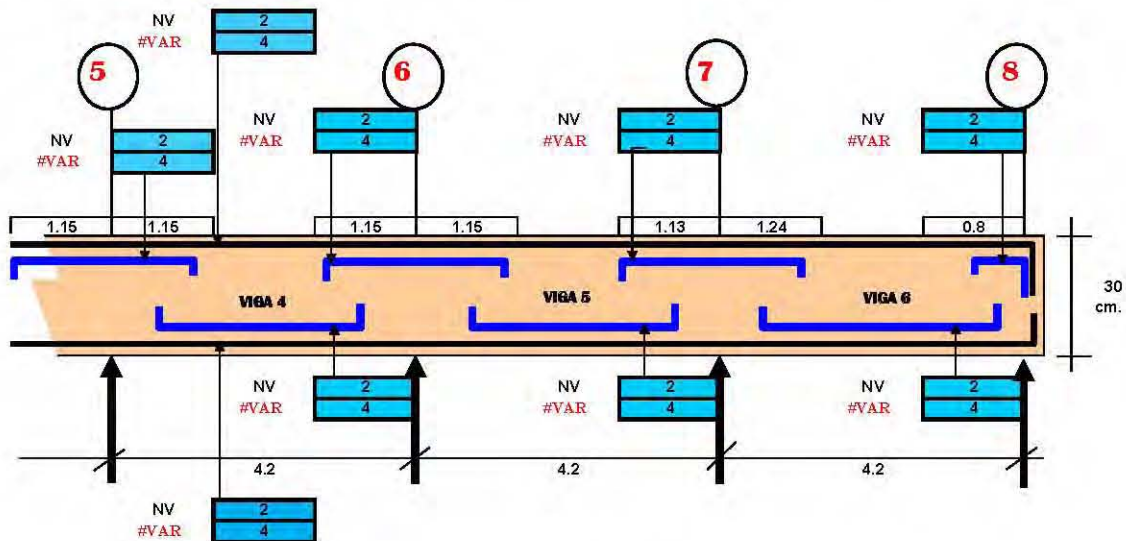 NV 2
#VAR 4
5 6 7 8
NV 2 NV 2 NV 2
#VAR 4 #VAR 4 #VAR 4
NV 2
#VAR 4
1.15 1.15 1.15 1.15 1.13 1.24 0.8
VIGA 4 VIGA 5 VIGA 6
30
cm.
NV 2 NV 2 NV 2
#VAR 4 #VAR 4 #VAR 4
4.2 4.2 4.2
NV 2
#VAR 4